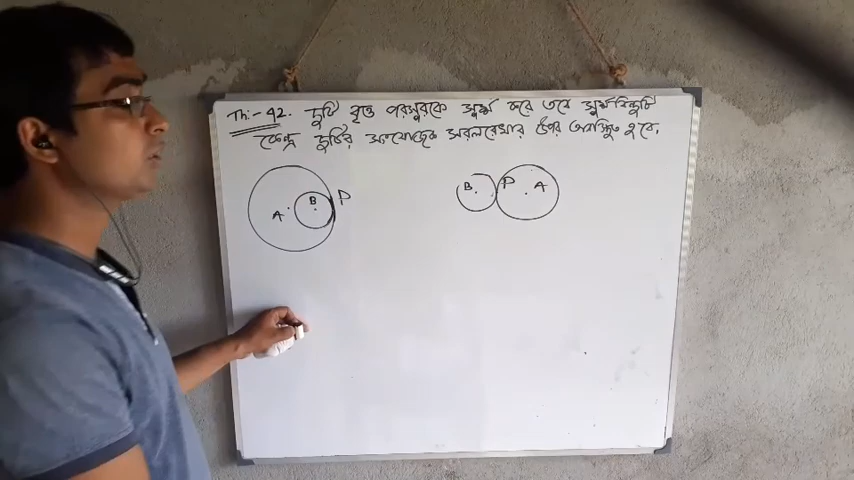 Th:- 42. দুটি বৃত্ত পরস্পরকে স্পর্শ করে তবে স্পর্শবিন্দুটি
কেন্দ্র দুটির সংযোজক সরলরেখার উপর অবস্থিত হবে.
A B P
B P A